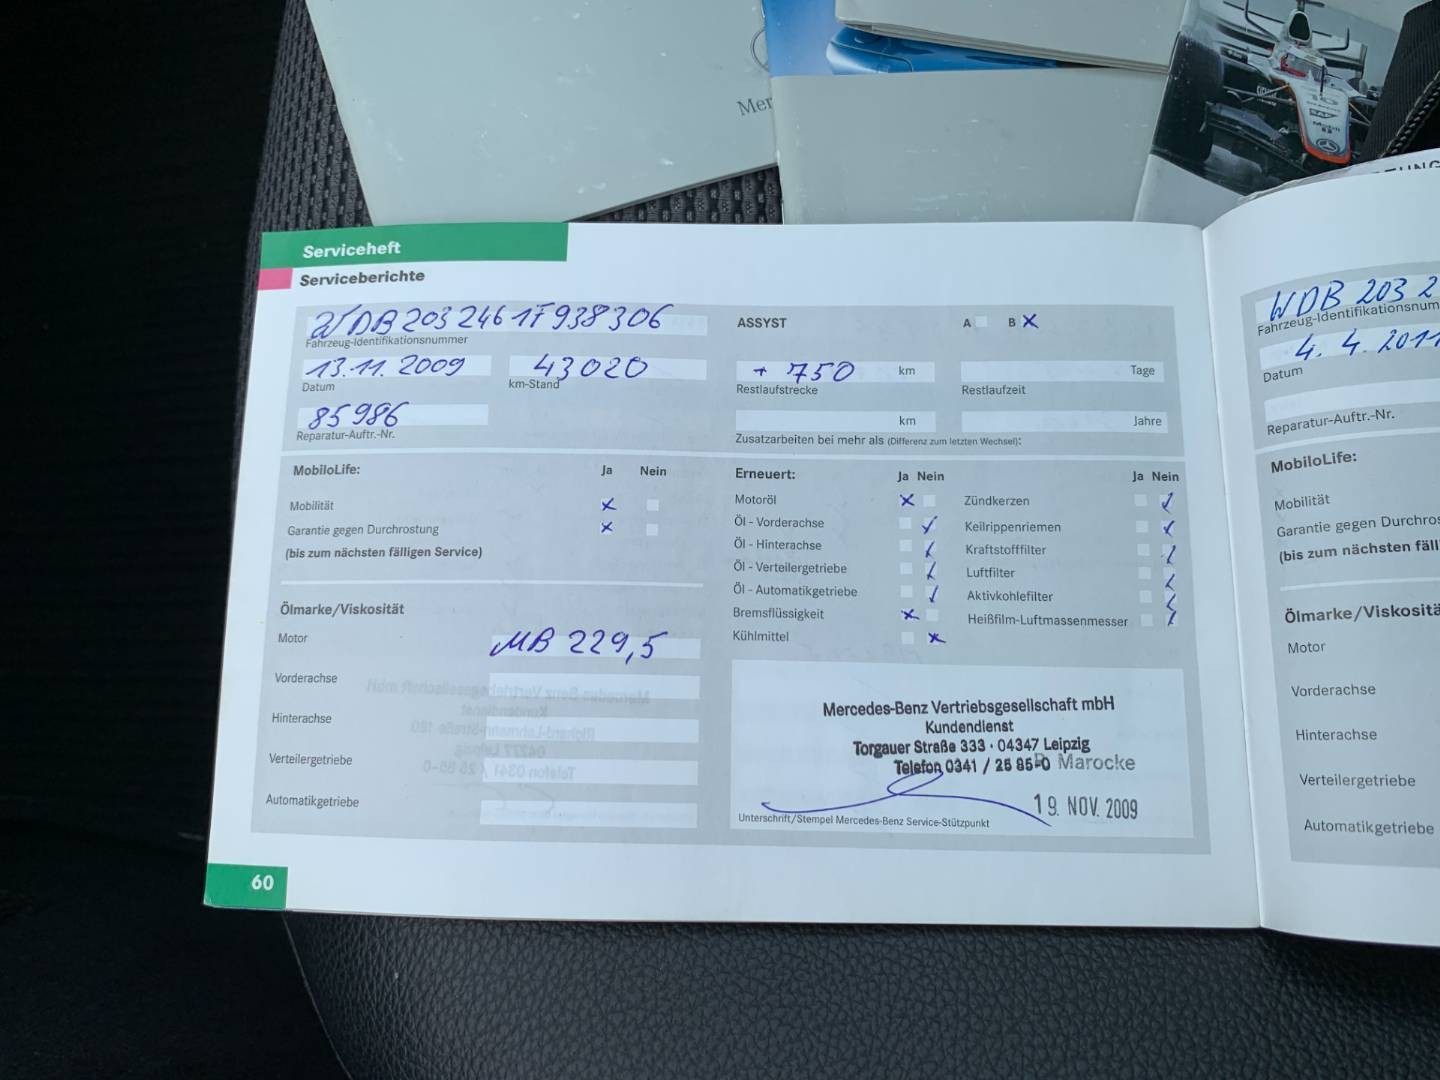 Mer
Serviceheft
Serviceberichte
WDB 203 246 1F 938 306
Fahrzeug-Identifikationsnummer
13.11.2009 43020
Datum km-Stand
85986
Reparatur-Auftr.-Nr.
ASSYST A B X
+ 750 km Tage
Restlaufstrecke Restlaufzeit
km Jahre
Zusatzarbeiten bei mehr als (Differenz zum letzten Wechsel):
MobiloLife: Ja Nein
Mobilität
Garantie gegen Durchrostung
(bis zum nächsten fälligen Service)
Ölmarke/Viskosität
Motor MB 229,5
Vorderachse
Hinterachse
Verteilergetriebe
Automatikgetriebe
Erneuert: Ja Nein Ja Nein
Motoröl Zündkerzen
Öl - Vorderachse Keilrippenriemen
Öl - Hinterachse Kraftstofffilter
Öl - Verteilergetriebe Luftfilter
Öl - Automatikgetriebe Aktivkohlefilter
Bremsflüssigkeit Heißfilm-Luftmassenmesser
Kühlmittel
Mercedes-Benz Vertriebsgesellschaft mbH
Kundendienst
Torgauer Straße 333 · 04347 Leipzig
Telefon 0341 / 25 85-0 Marocke
19. NOV. 2009
Unterschrift/Stempel Mercedes-Benz Service-Stützpunkt
60
WDB 203 2
Fahrzeug-Identifikationsnum
4. 4. 2011
Datum
Reparatur-Auftr.-Nr.
MobiloLife:
Mobilität
Garantie gegen Durchros
(bis zum nächsten fäll
Ölmarke/Viskositä
Motor
Vorderachse
Hinterachse
Verteilergetriebe
Automatikgetriebe